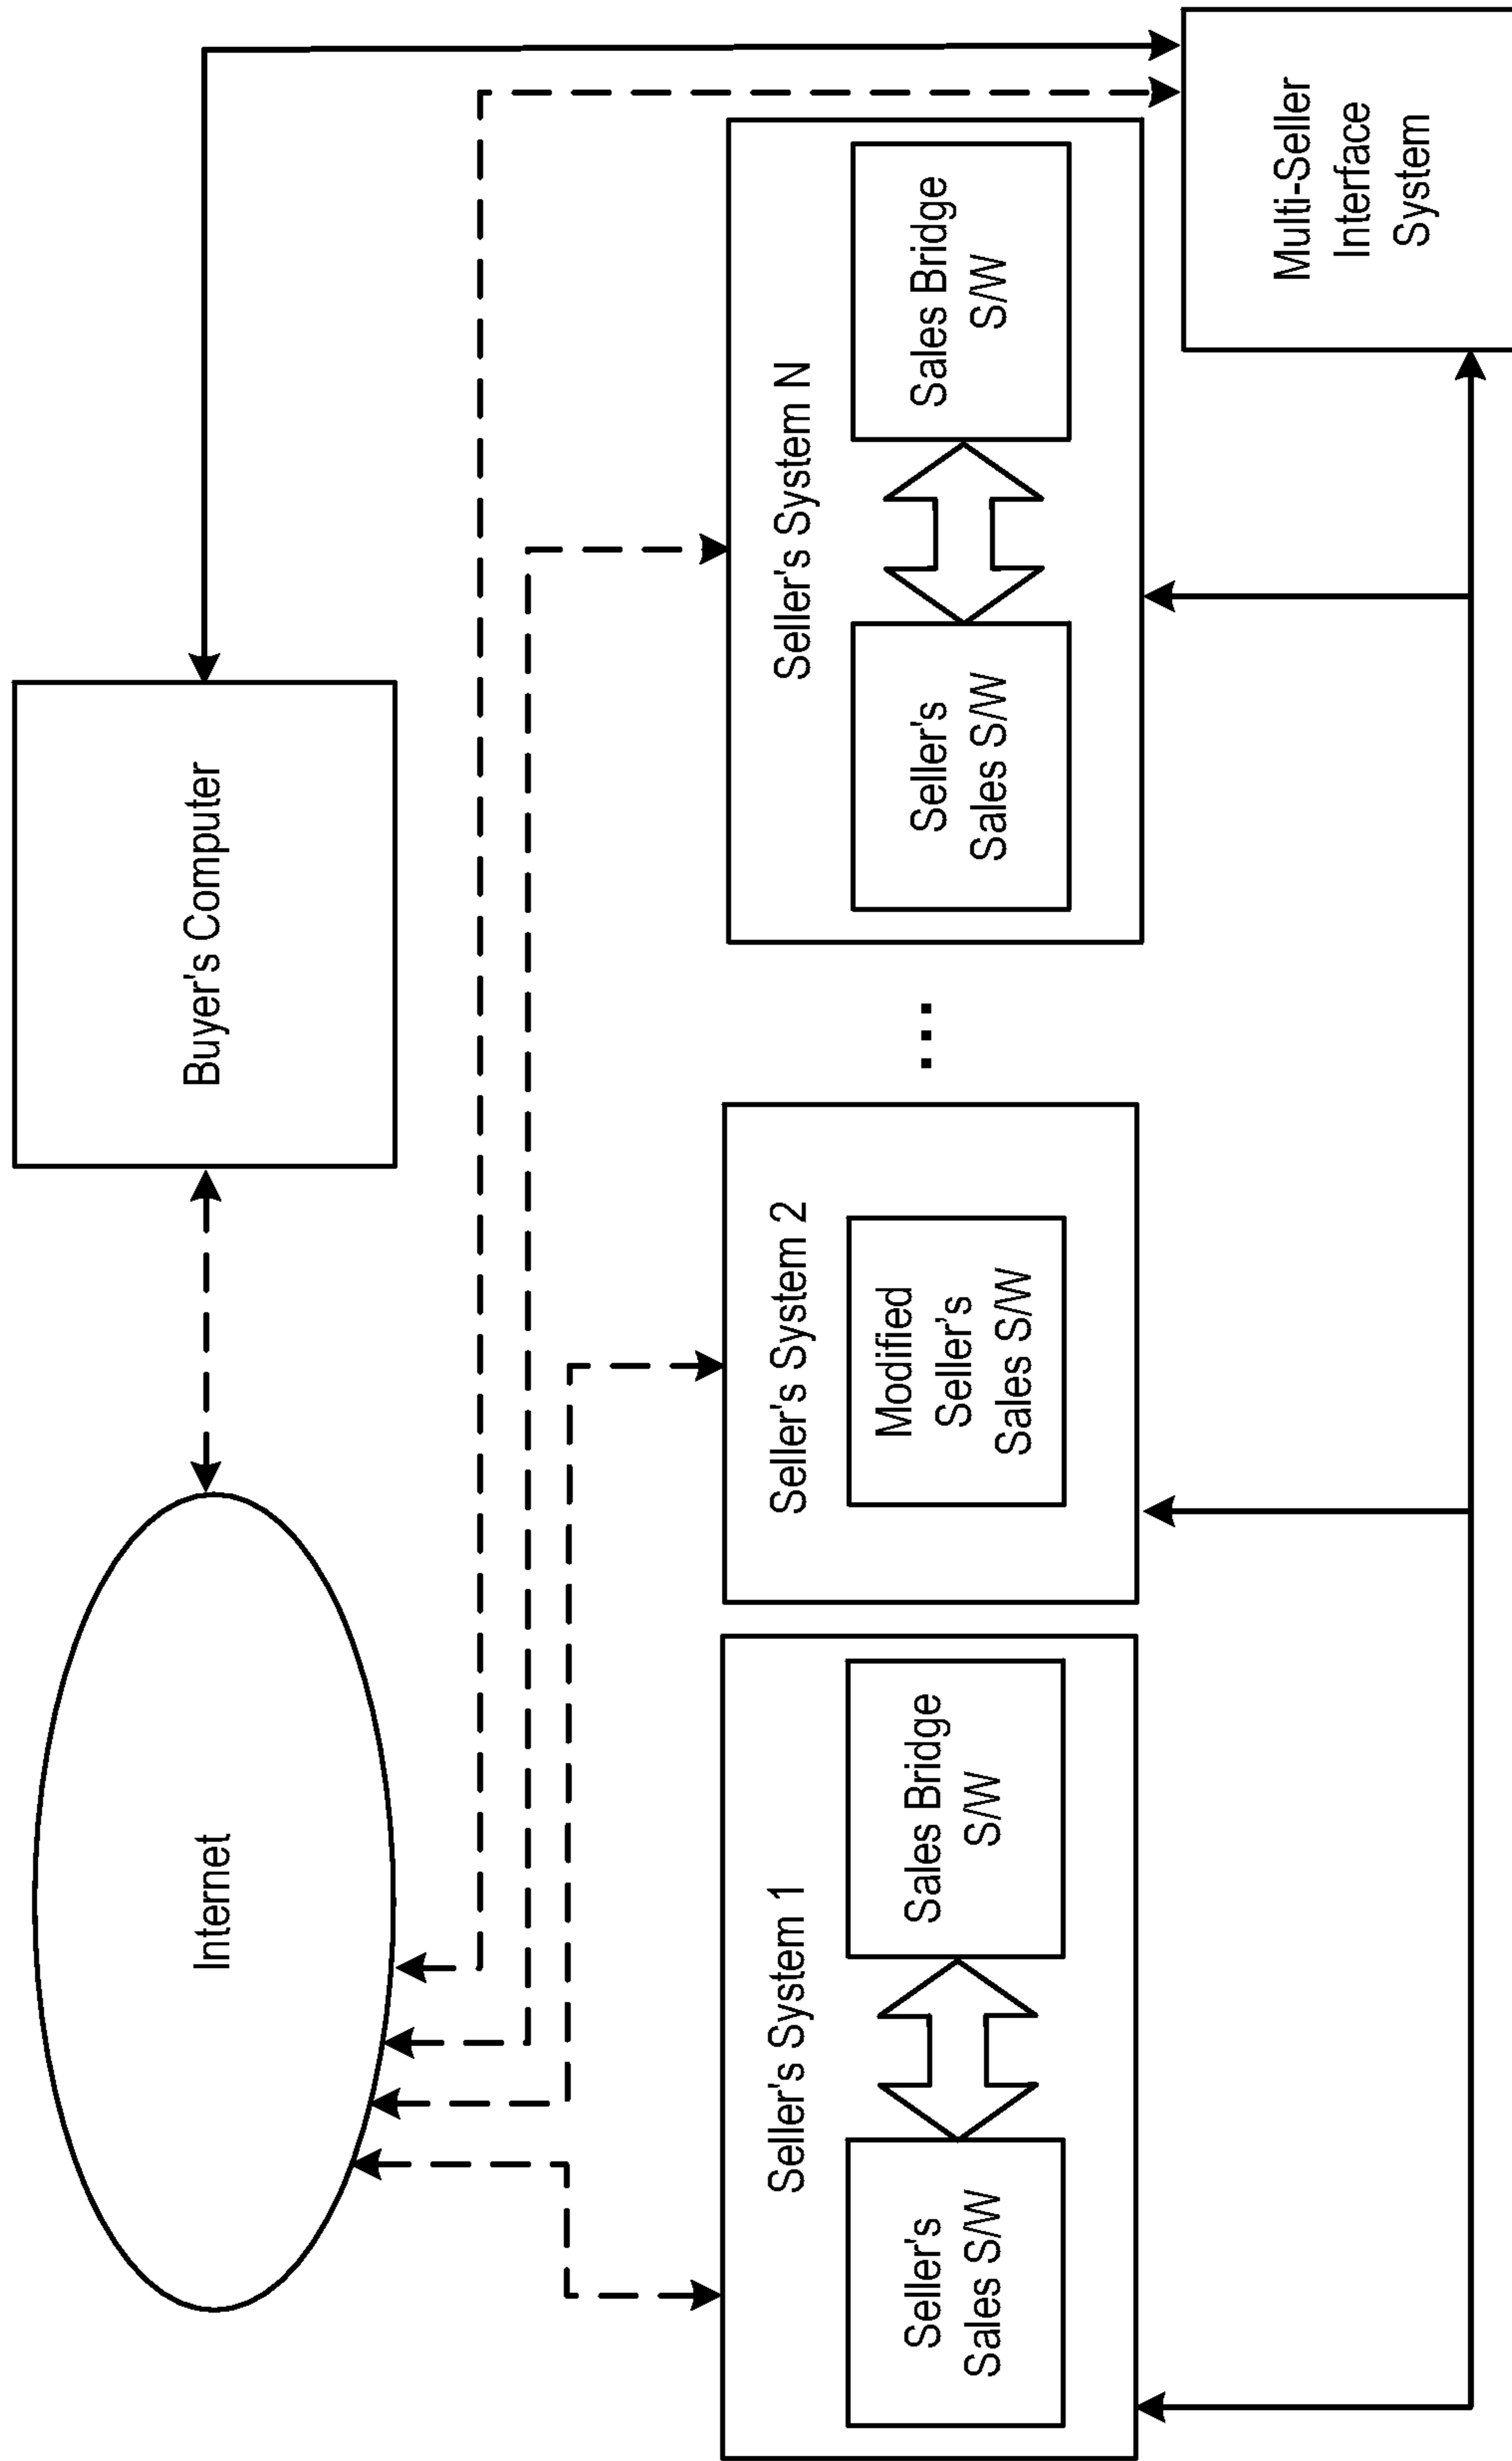 Internet
Buyer's Computer
Seller's System 1
Seller's
Sales S/W
Sales Bridge
S/W
Seller's System 2
Modified
Seller's
Sales S/W
...
Seller's System N
Seller's
Sales S/W
Sales Bridge
S/W
Multi-Seller
Interface
System